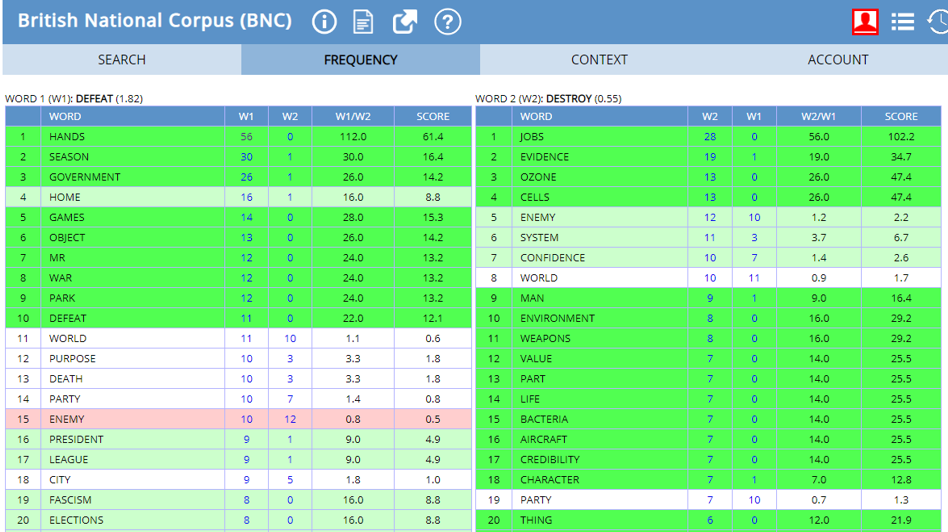 British National Corpus (BNC)
SEARCH FREQUENCY CONTEXT ACCOUNT
WORD 1 (W1): DEFEAT (1.82)
WORD W1 W2 W1/W2 SCORE
1 HANDS 56 0 112.0 61.4
2 SEASON 30 1 30.0 16.4
3 GOVERNMENT 26 1 26.0 14.2
4 HOME 16 1 16.0 8.8
5 GAMES 14 0 28.0 15.3
6 OBJECT 13 0 26.0 14.2
7 MR 12 0 24.0 13.2
8 WAR 12 0 24.0 13.2
9 PARK 12 0 24.0 13.2
10 DEFEAT 11 0 22.0 12.1
11 WORLD 11 10 1.1 0.6
12 PURPOSE 10 3 3.3 1.8
13 DEATH 10 3 3.3 1.8
14 PARTY 10 7 1.4 0.8
15 ENEMY 10 12 0.8 0.5
16 PRESIDENT 9 1 9.0 4.9
17 LEAGUE 9 1 9.0 4.9
18 CITY 9 5 1.8 1.0
19 FASCISM 8 0 16.0 8.8
20 ELECTIONS 8 0 16.0 8.8
WORD 2 (W2): DESTROY (0.55)
WORD W2 W1 W2/W1 SCORE
1 JOBS 28 0 56.0 102.2
2 EVIDENCE 19 1 19.0 34.7
3 OZONE 13 0 26.0 47.4
4 CELLS 13 0 26.0 47.4
5 ENEMY 12 10 1.2 2.2
6 SYSTEM 11 3 3.7 6.7
7 CONFIDENCE 10 7 1.4 2.6
8 WORLD 10 11 0.9 1.7
9 MAN 9 1 9.0 16.4
10 ENVIRONMENT 8 0 16.0 29.2
11 WEAPONS 8 0 16.0 29.2
12 VALUE 7 0 14.0 25.5
13 PART 7 0 14.0 25.5
14 LIFE 7 0 14.0 25.5
15 BACTERIA 7 0 14.0 25.5
16 AIRCRAFT 7 0 14.0 25.5
17 CREDIBILITY 7 0 14.0 25.5
18 CHARACTER 7 1 7.0 12.8
19 PARTY 7 10 0.7 1.3
20 THING 6 0 12.0 21.9